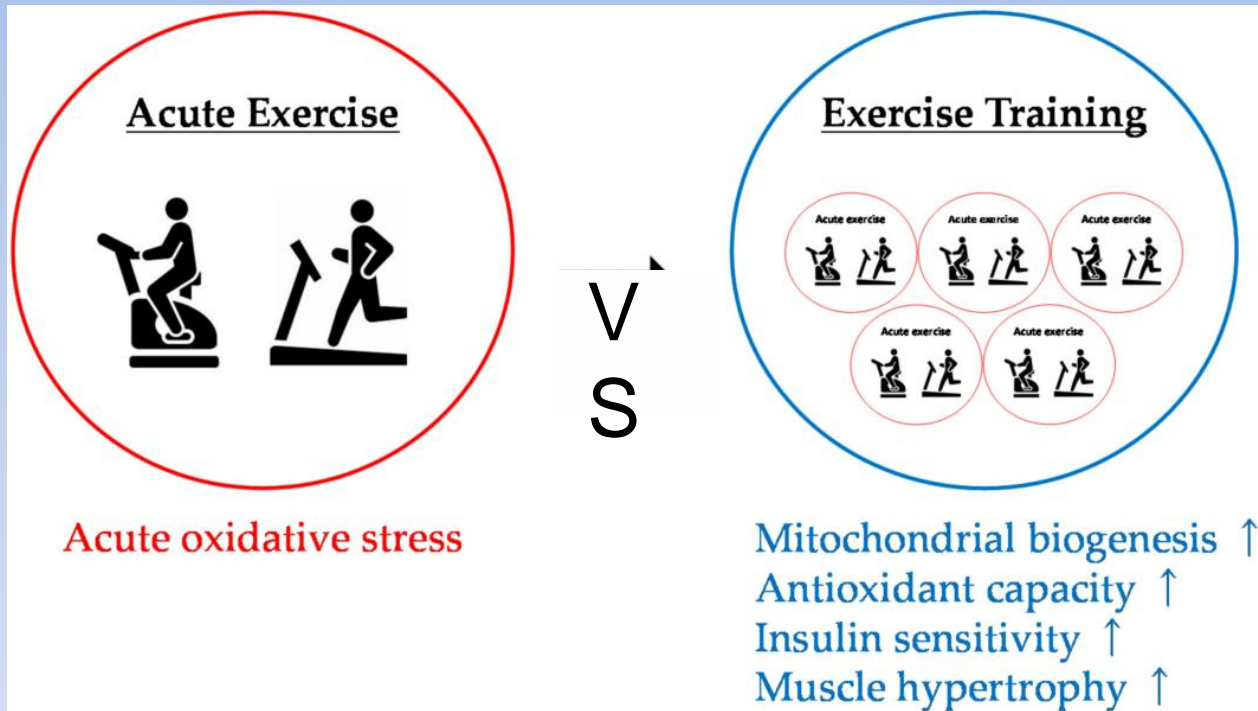 Acute Exercise
Acute oxidative stress
V
S
Exercise Training
Acute exercise
Acute exercise
Acute exercise
Acute exercise
Acute exercise
Mitochondrial biogenesis ↑
Antioxidant capacity ↑
Insulin sensitivity ↑
Muscle hypertrophy ↑